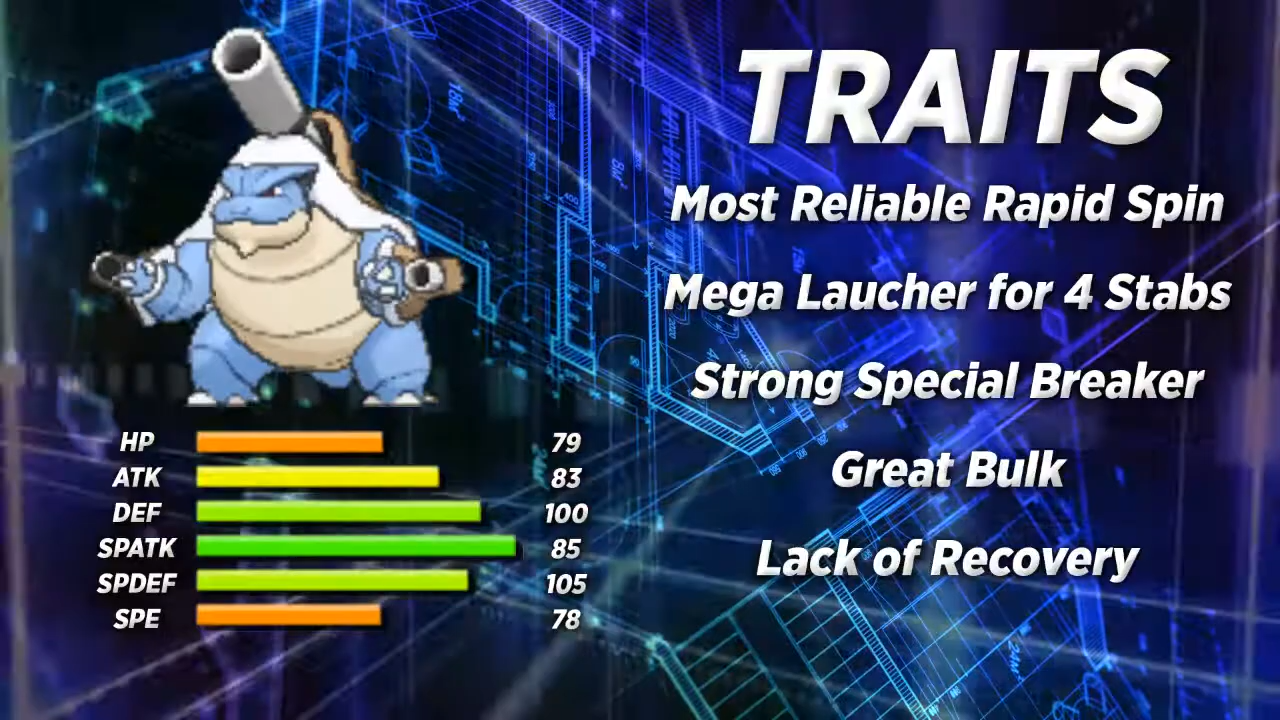 TRAITS
Most Reliable Rapid Spin
Mega Laucher for 4 Stabs
Strong Special Breaker
Great Bulk
Lack of Recovery
HP 79
ATK 83
DEF 100
SPATK 85
SPDEF 105
SPE 78